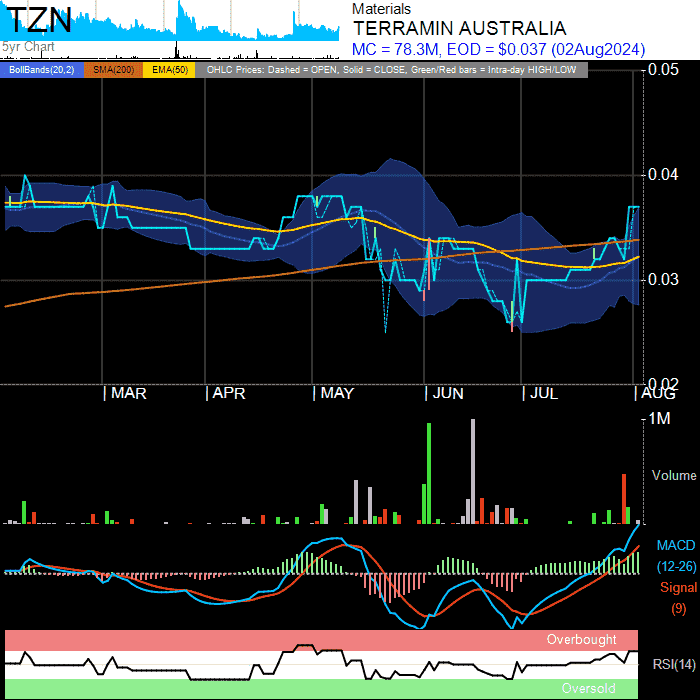 TZN
Materials
TERRAMIN AUSTRALIA
5yr Chart
MC = 78.3M, EOD = $0.037 (02Aug2024)
BollBands(20,2) SMA(200) EMA(50) OHLC Prices: Dashed = OPEN, Solid = CLOSE, Green/Red bars = Intra-day HIGH/LOW
0.05
0.04
0.03
0.02
| MAR | APR | MAY | JUN | JUL | AUG
1M
Volume
MACD
(12-26)
Signal
(9)
Overbought
RSI(14)
Oversold